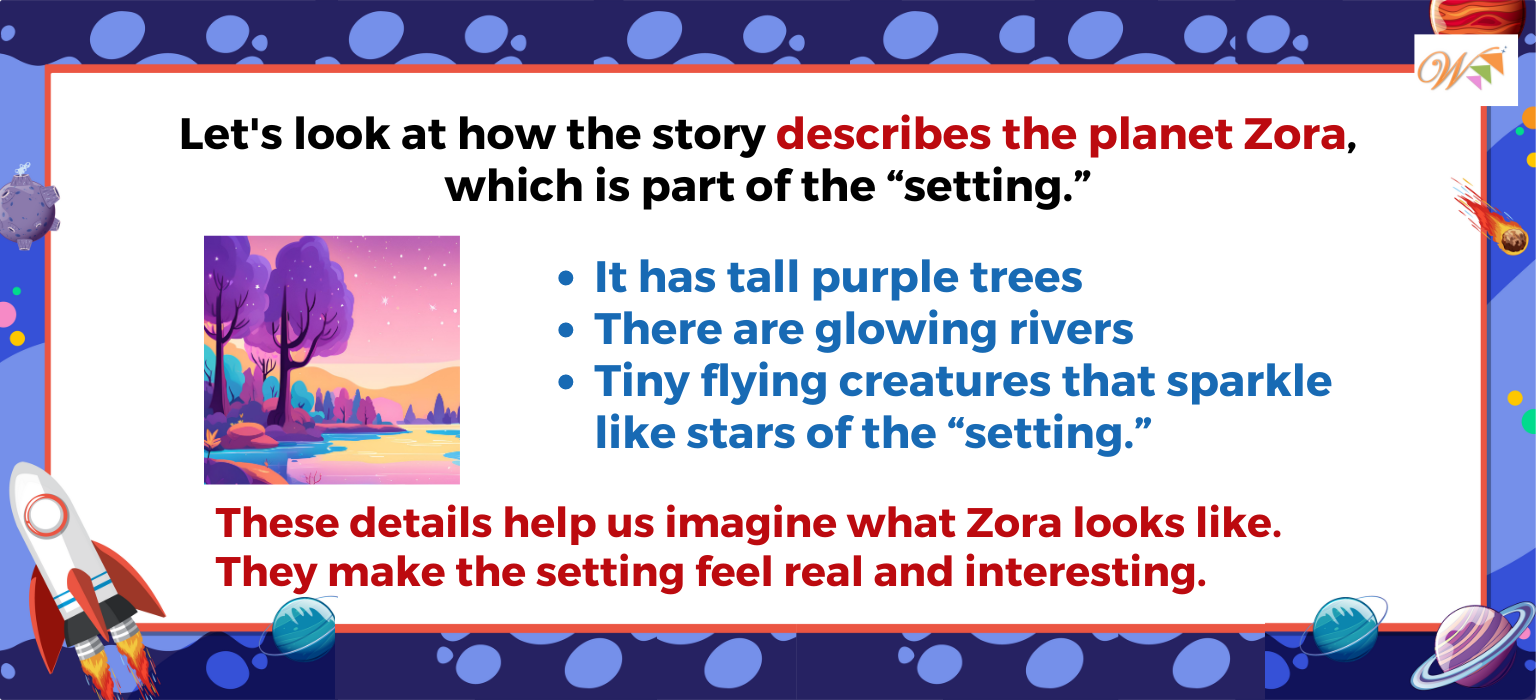 Let's look at how the story describes the planet Zora,
which is part of the “setting.”
• It has tall purple trees
• There are glowing rivers
• Tiny flying creatures that sparkle
like stars of the “setting.”
These details help us imagine what Zora looks like.
They make the setting feel real and interesting.
W